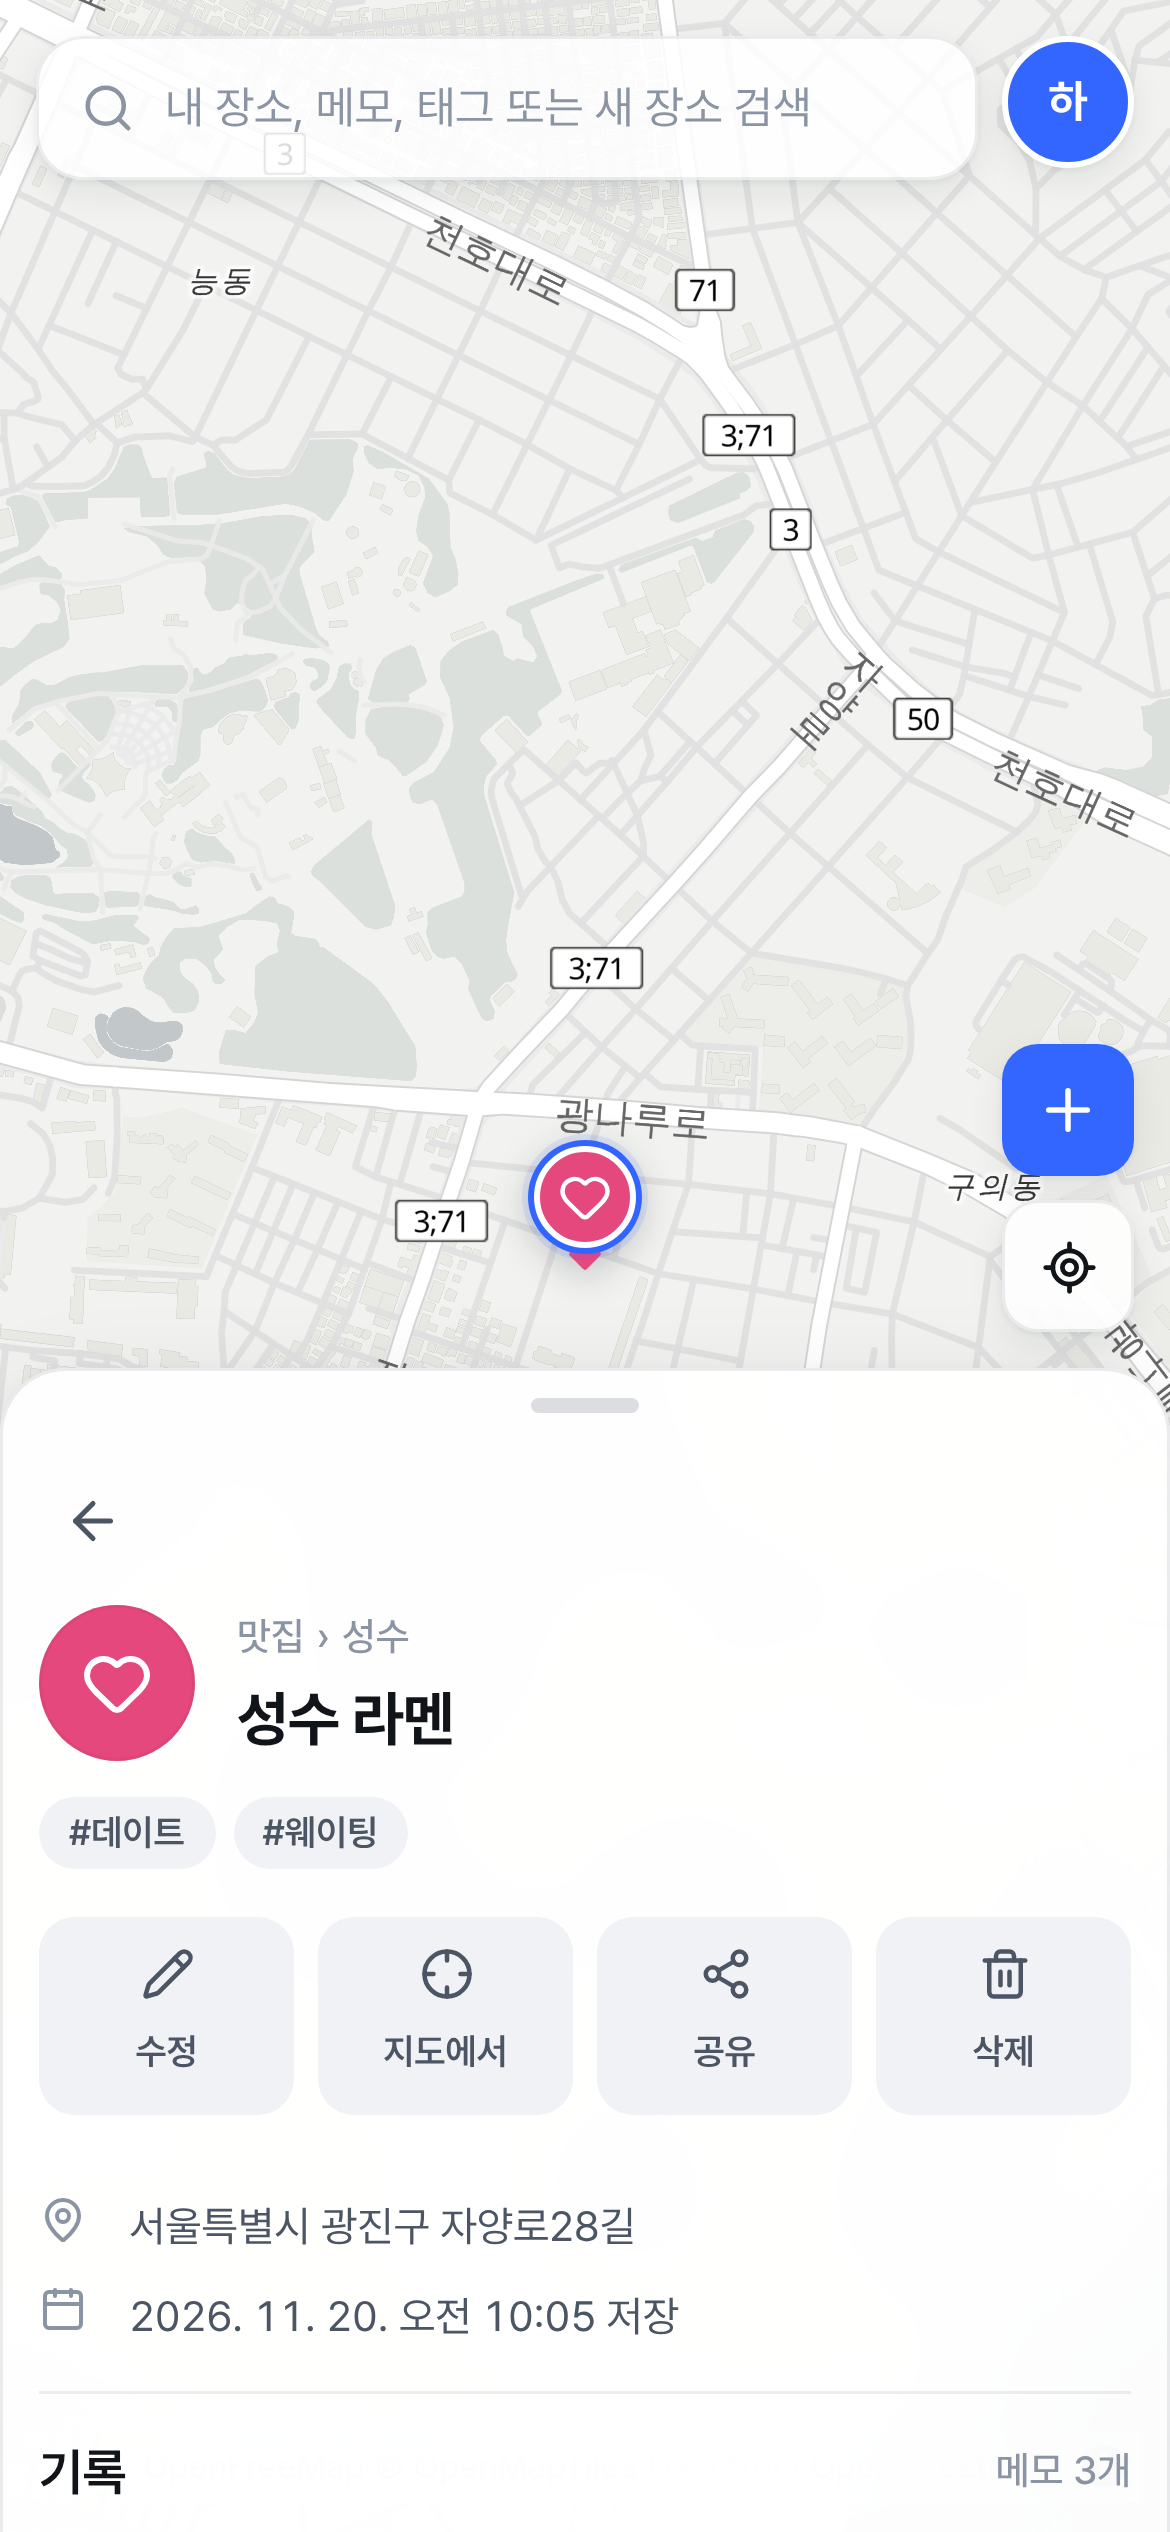 내 장소, 메모, 태그 또는 새 장소 검색
하
3
천호대로
능동
71
3;71
3
자양로
50
천호대로
3;71
광나루로
구의동
3;71
맛집 › 성수
성수 라멘
#데이트
#웨이팅
수정
지도에서
공유
삭제
서울특별시 광진구 자양로28길
2026. 11. 20. 오전 10:05 저장
기록
메모 3개